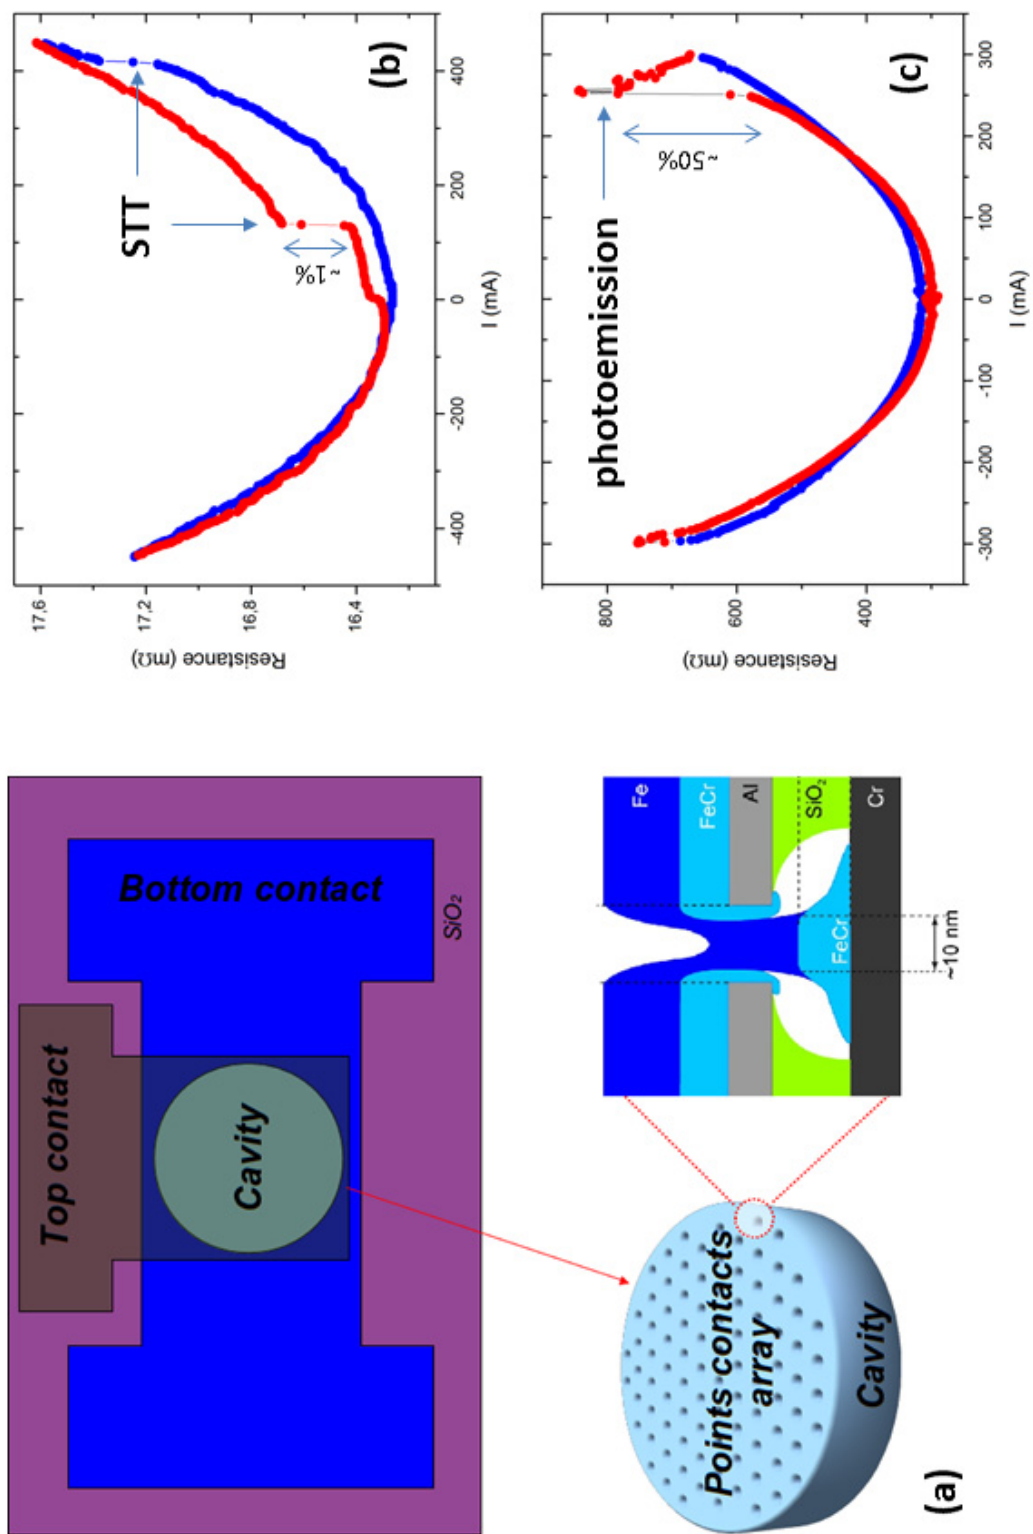 Top contact
Bottom contact
Cavity
SiO₂
Points contacts
array
Cavity
Fe
FeCr
Al
SiO₂
FeCr
Cr
~10 nm
(a)
17,6
17,2
16,8
16,4
Resistance (mΩ)
-400
-200
0
200
400
I (mA)
STT
~1%
(b)
800
600
400
Resistance (mΩ)
-300
-200
-100
0
100
200
300
I (mA)
photoemission
~50%
(c)